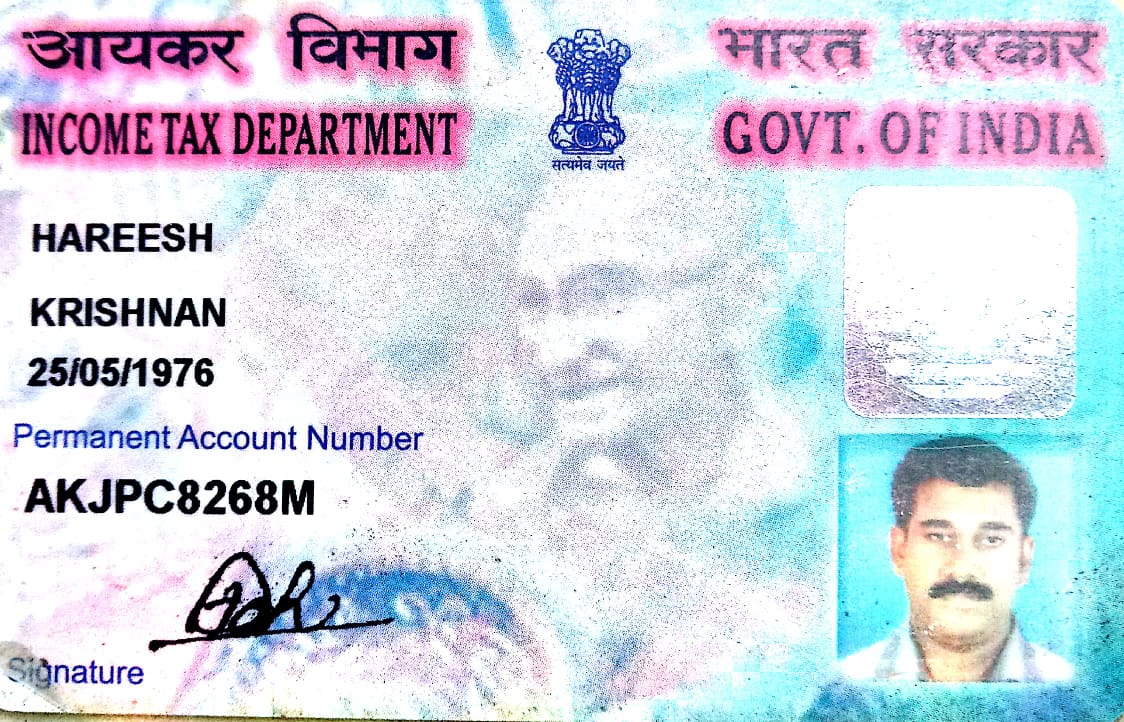 आयकर विभाग
INCOME TAX DEPARTMENT
सत्यमेव जयते
भारत सरकार
GOVT. OF INDIA
HAREESH
KRISHNAN
25/05/1976
Permanent Account Number
AKJPC8268M
Signature